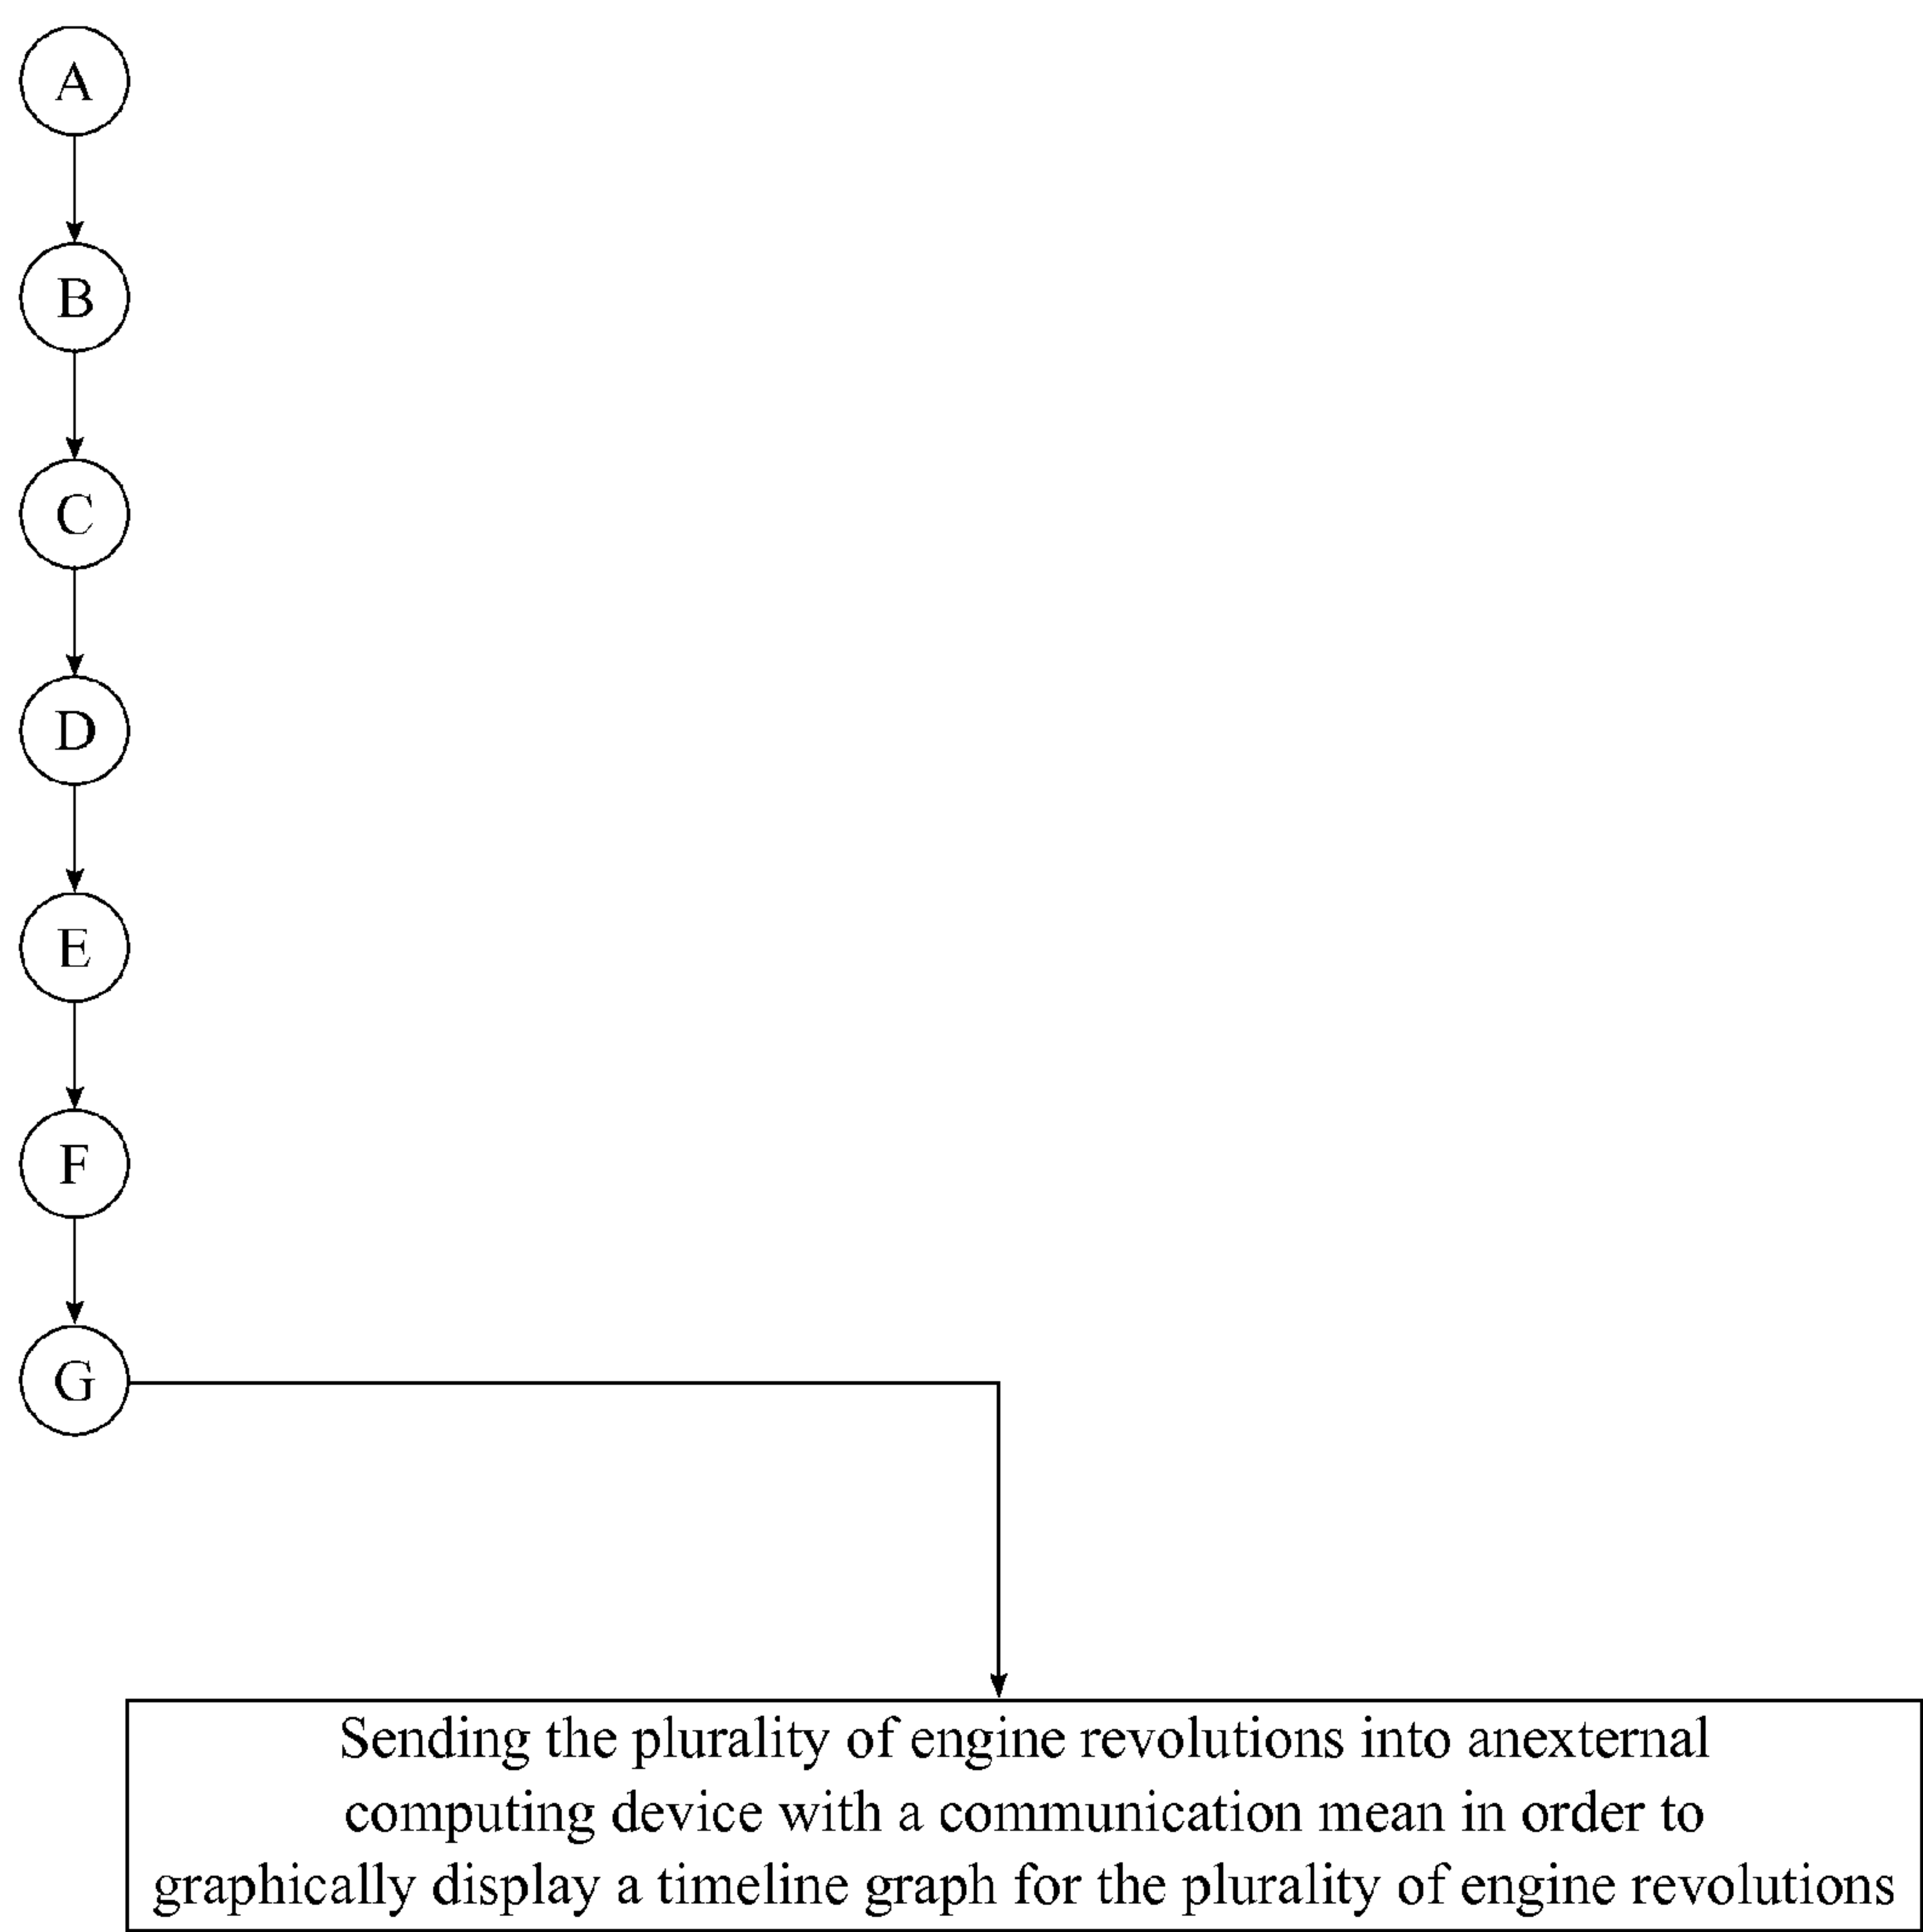 A
B
C
D
E
F
G
Sending the plurality of engine revolutions into anexternal
computing device with a communication mean in order to
graphically display a timeline graph for the plurality of engine revolutions